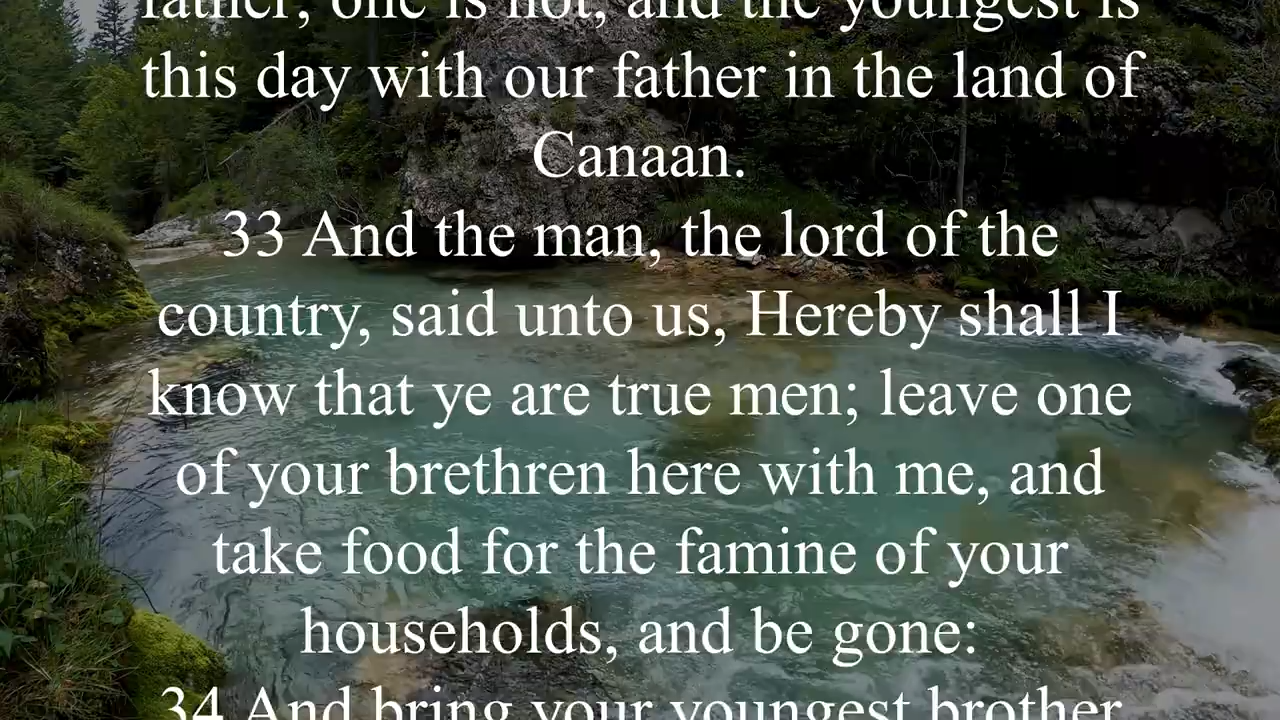 father, one is not, and the youngest is
this day with our father in the land of
Canaan.
33 And the man, the lord of the
country, said unto us, Hereby shall I
know that ye are true men; leave one
of your brethren here with me, and
take food for the famine of your
households, and be gone:
34 And bring your youngest brother